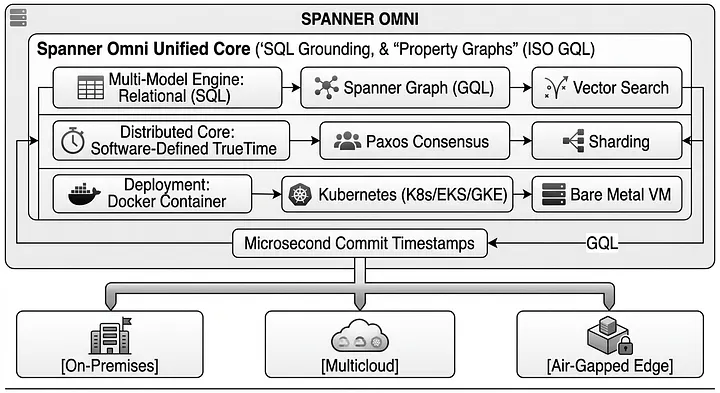 SPANNER OMNI
Spanner Omni Unified Core (‘SQL Grounding, & “Property Graphs” (ISO GQL)
Multi-Model Engine:
Relational (SQL)
Spanner Graph (GQL)
Vector Search
Distributed Core:
Software-Defined TrueTime
Paxos Consensus
Sharding
Deployment:
Docker Container
Kubernetes (K8s/EKS/GKE)
Bare Metal VM
Microsecond Commit Timestamps
GQL
[On-Premises]
[Multicloud]
[Air-Gapped Edge]